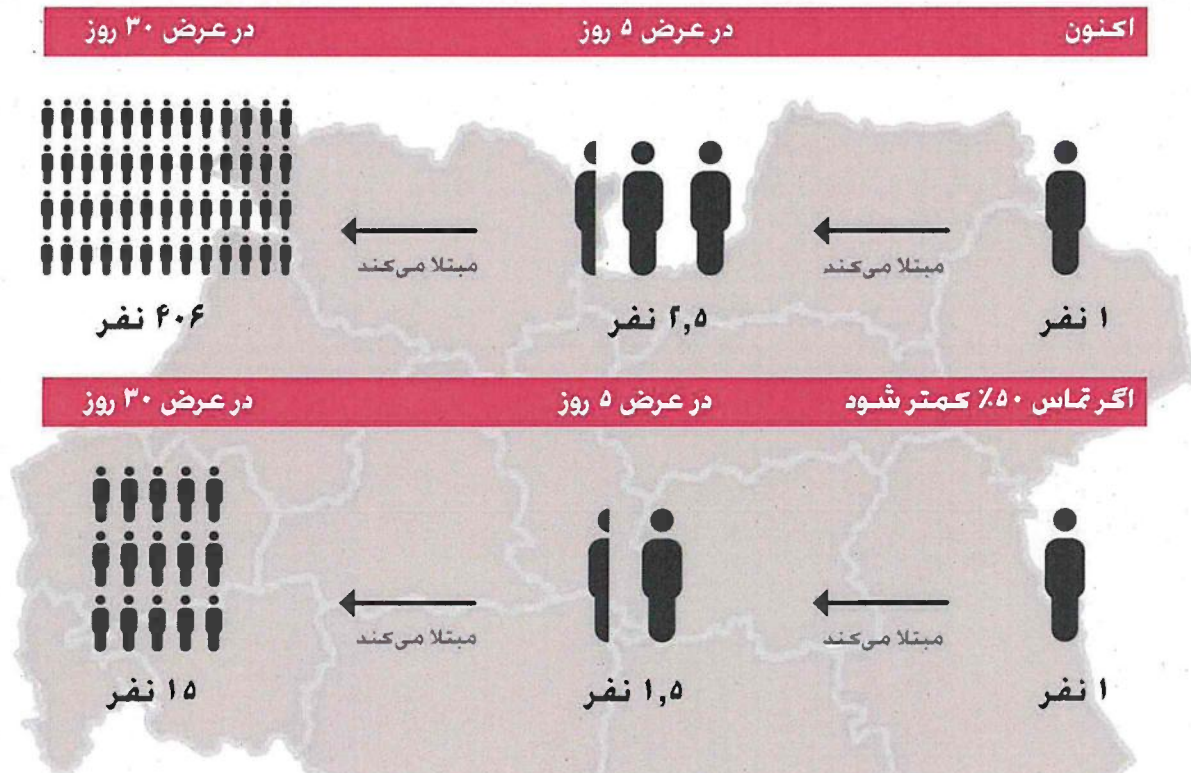 اکنون
در عرض ۵ روز
در عرض ۳۰ روز
مبتلا می‌کند
مبتلا می‌کند
۱ نفر
۲,۵ نفر
۴۰۶ نفر
اگر تماس ۵۰٪ کمتر شود
در عرض ۵ روز
در عرض ۳۰ روز
مبتلا می‌کند
مبتلا می‌کند
۱ نفر
۱,۵ نفر
۱۵ نفر